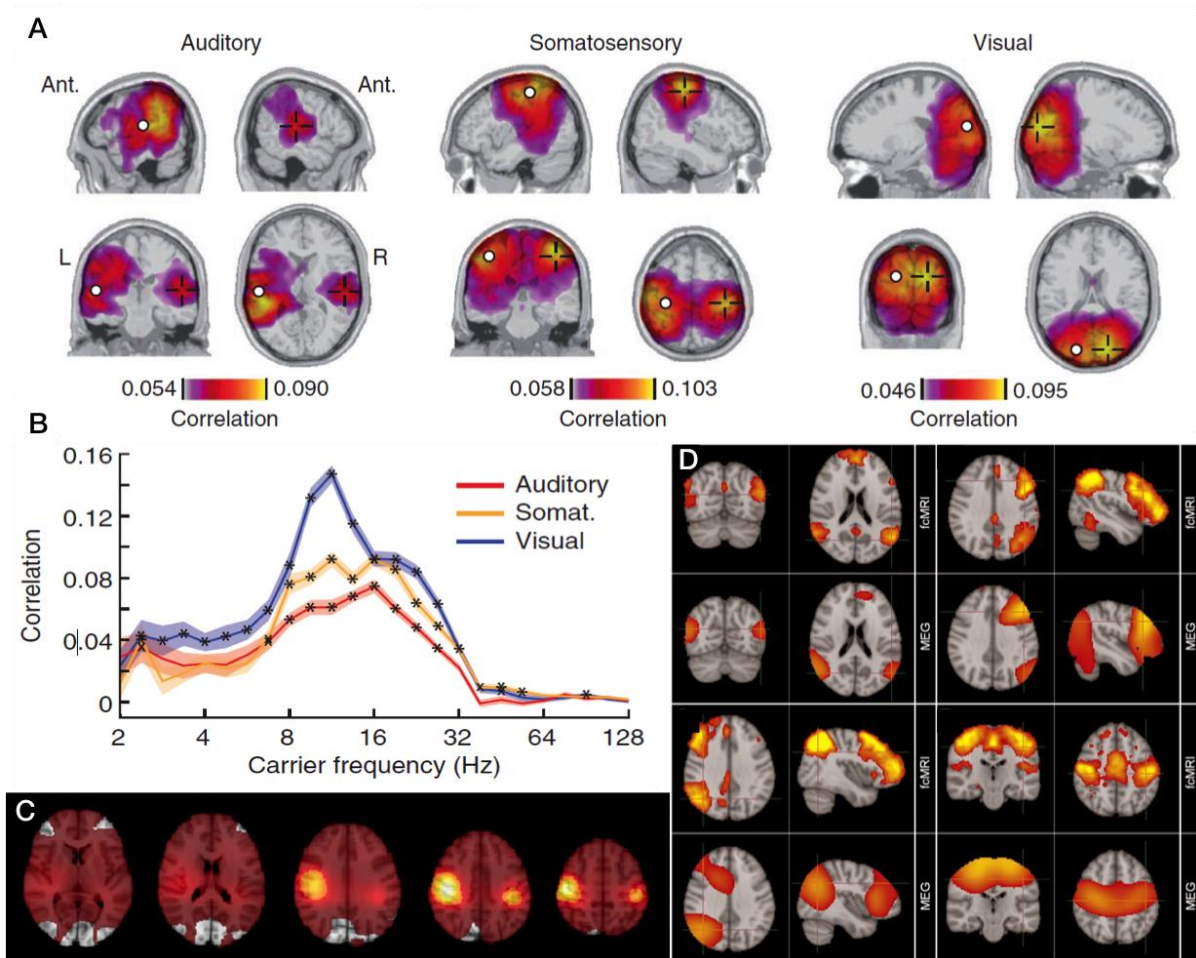 A
Auditory
Somatosensory
Visual
Ant.
Ant.
L
R
0.054
0.090
0.058
0.103
0.046
0.095
Correlation
Correlation
Correlation
B
0.16
0.12
0.08
0.04
0
Correlation
Auditory
Somat.
Visual
2
4
8
16
32
64
128
Carrier frequency (Hz)
C
D
fcMRI
fcMRI
MEG
MEG
fcMRI
fcMRI
MEG
MEG